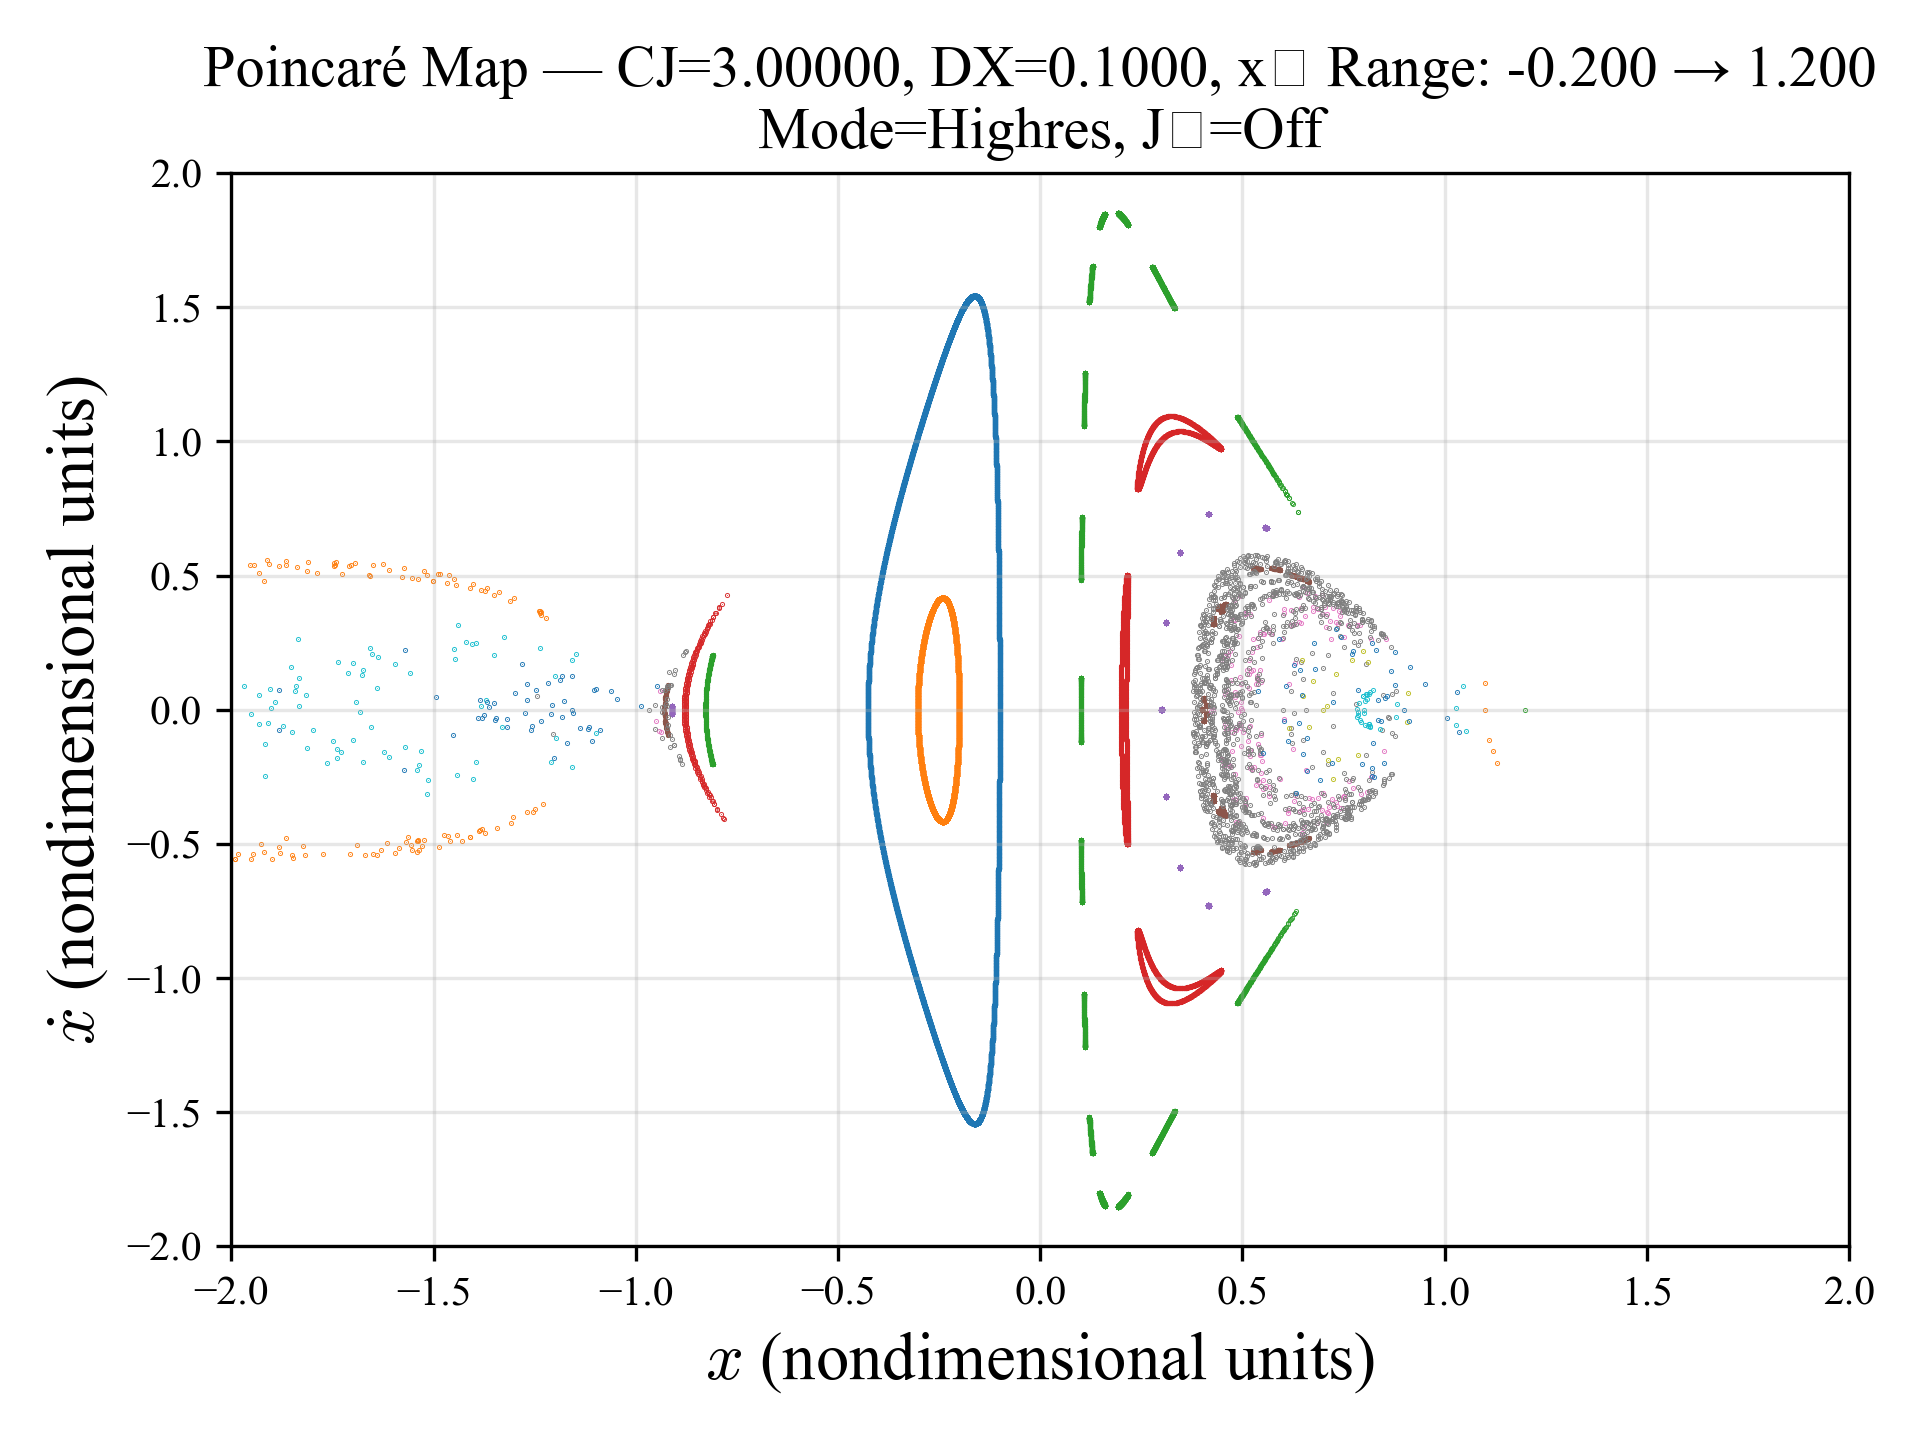 Poincaré Map — CJ=3.00000, DX=0.1000, x□ Range: -0.200 → 1.200
Mode=Highres, J□=Off
ẋ (nondimensional units)
2.0
1.5
1.0
0.5
0.0
−0.5
−1.0
−1.5
−2.0
−2.0 −1.5 −1.0 −0.5 0.0 0.5 1.0 1.5 2.0
x (nondimensional units)